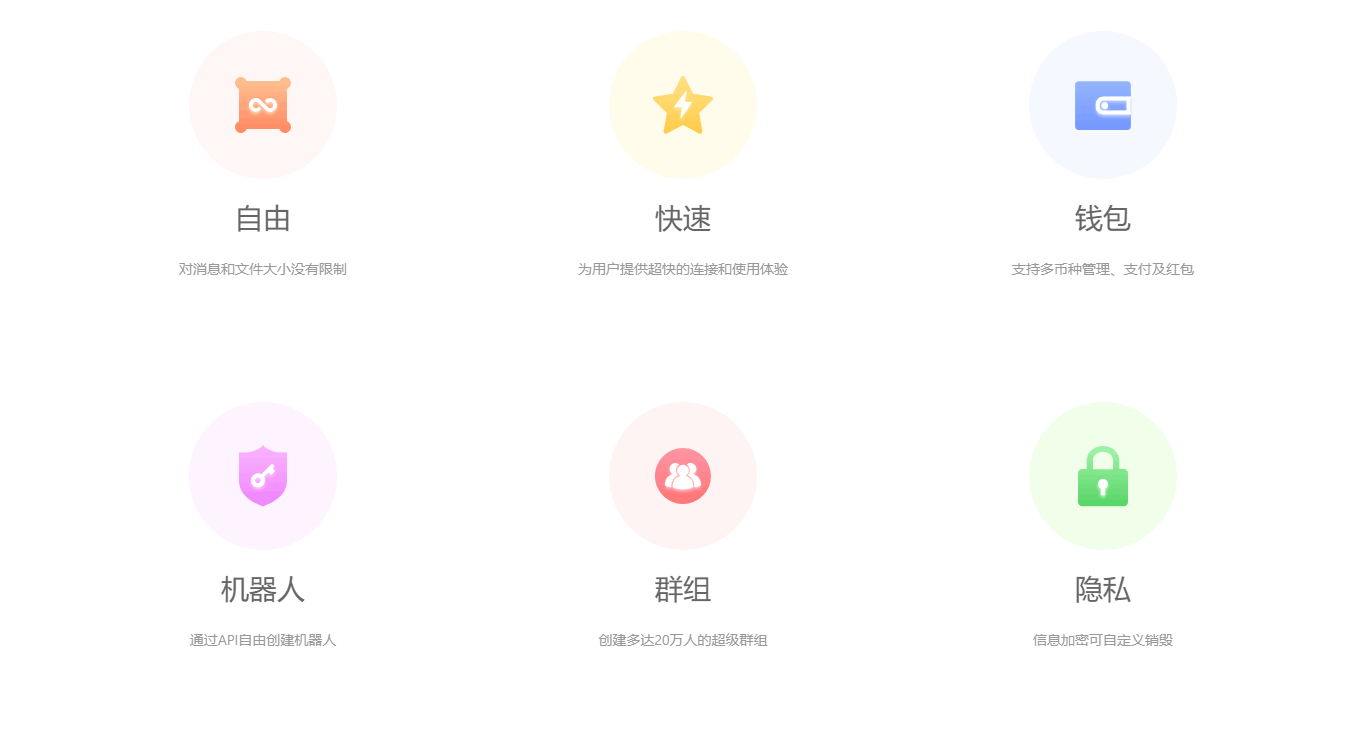 自由
快速
钱包
对消息和文件大小没有限制
为用户提供超快的连接和使用体验
支持多币种管理、支付及红包
机器人
群组
隐私
通过API自由创建机器人
创建多达20万人的超级群组
信息加密可自定义销毁